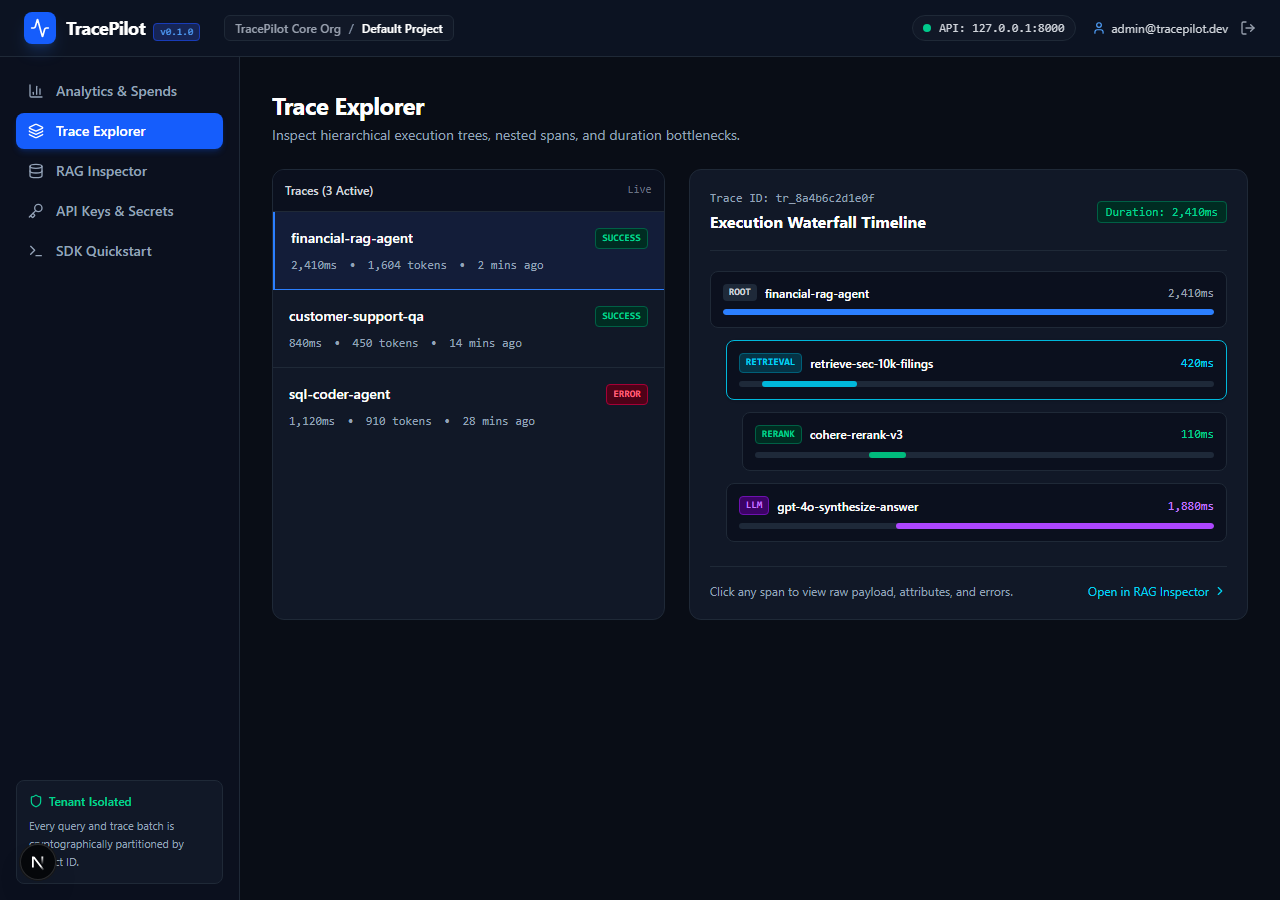 TracePilot v0.1.0 TracePilot Core Org / Default Project API: 127.0.0.1:8000 admin@tracepilot.dev
Analytics & Spends
Trace Explorer
RAG Inspector
API Keys & Secrets
SDK Quickstart
Tenant Isolated
Every query and trace batch is
cryptographically partitioned by
ID.
N
Trace Explorer
Inspect hierarchical execution trees, nested spans, and duration bottlenecks.
Traces (3 Active) Live
financial-rag-agent SUCCESS
2,410ms • 1,604 tokens • 2 mins ago
customer-support-qa SUCCESS
840ms • 450 tokens • 14 mins ago
sql-coder-agent ERROR
1,120ms • 910 tokens • 28 mins ago
Trace ID: tr_8a4b6c2d1e0f
Execution Waterfall Timeline Duration: 2,410ms
ROOT financial-rag-agent 2,410ms
RETRIEVAL retrieve-sec-10k-filings 420ms
RERANK cohere-rerank-v3 110ms
LLM gpt-4o-synthesize-answer 1,880ms
Click any span to view raw payload, attributes, and errors. Open in RAG Inspector